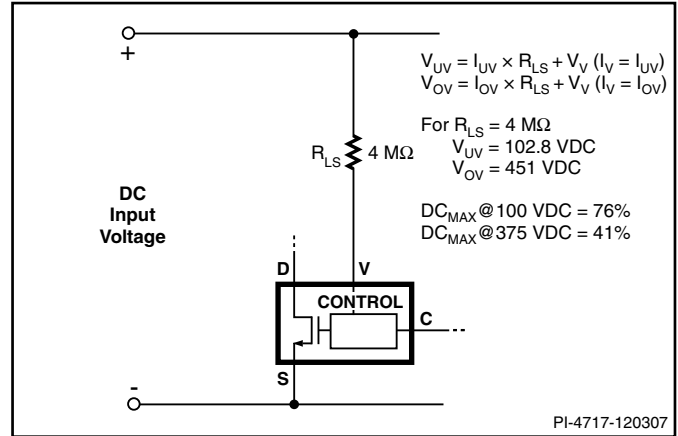 +
V_UV = I_UV × R_LS + V_V (I_V = I_UV)
V_OV = I_OV × R_LS + V_V (I_V = I_OV)
For R_LS = 4 MΩ
V_UV = 102.8 VDC
V_OV = 451 VDC
DC_MAX @100 VDC = 76%
DC_MAX @375 VDC = 41%
R_LS 4 MΩ
DC
Input
Voltage
D
V
CONTROL
C
S
-
PI-4717-120307